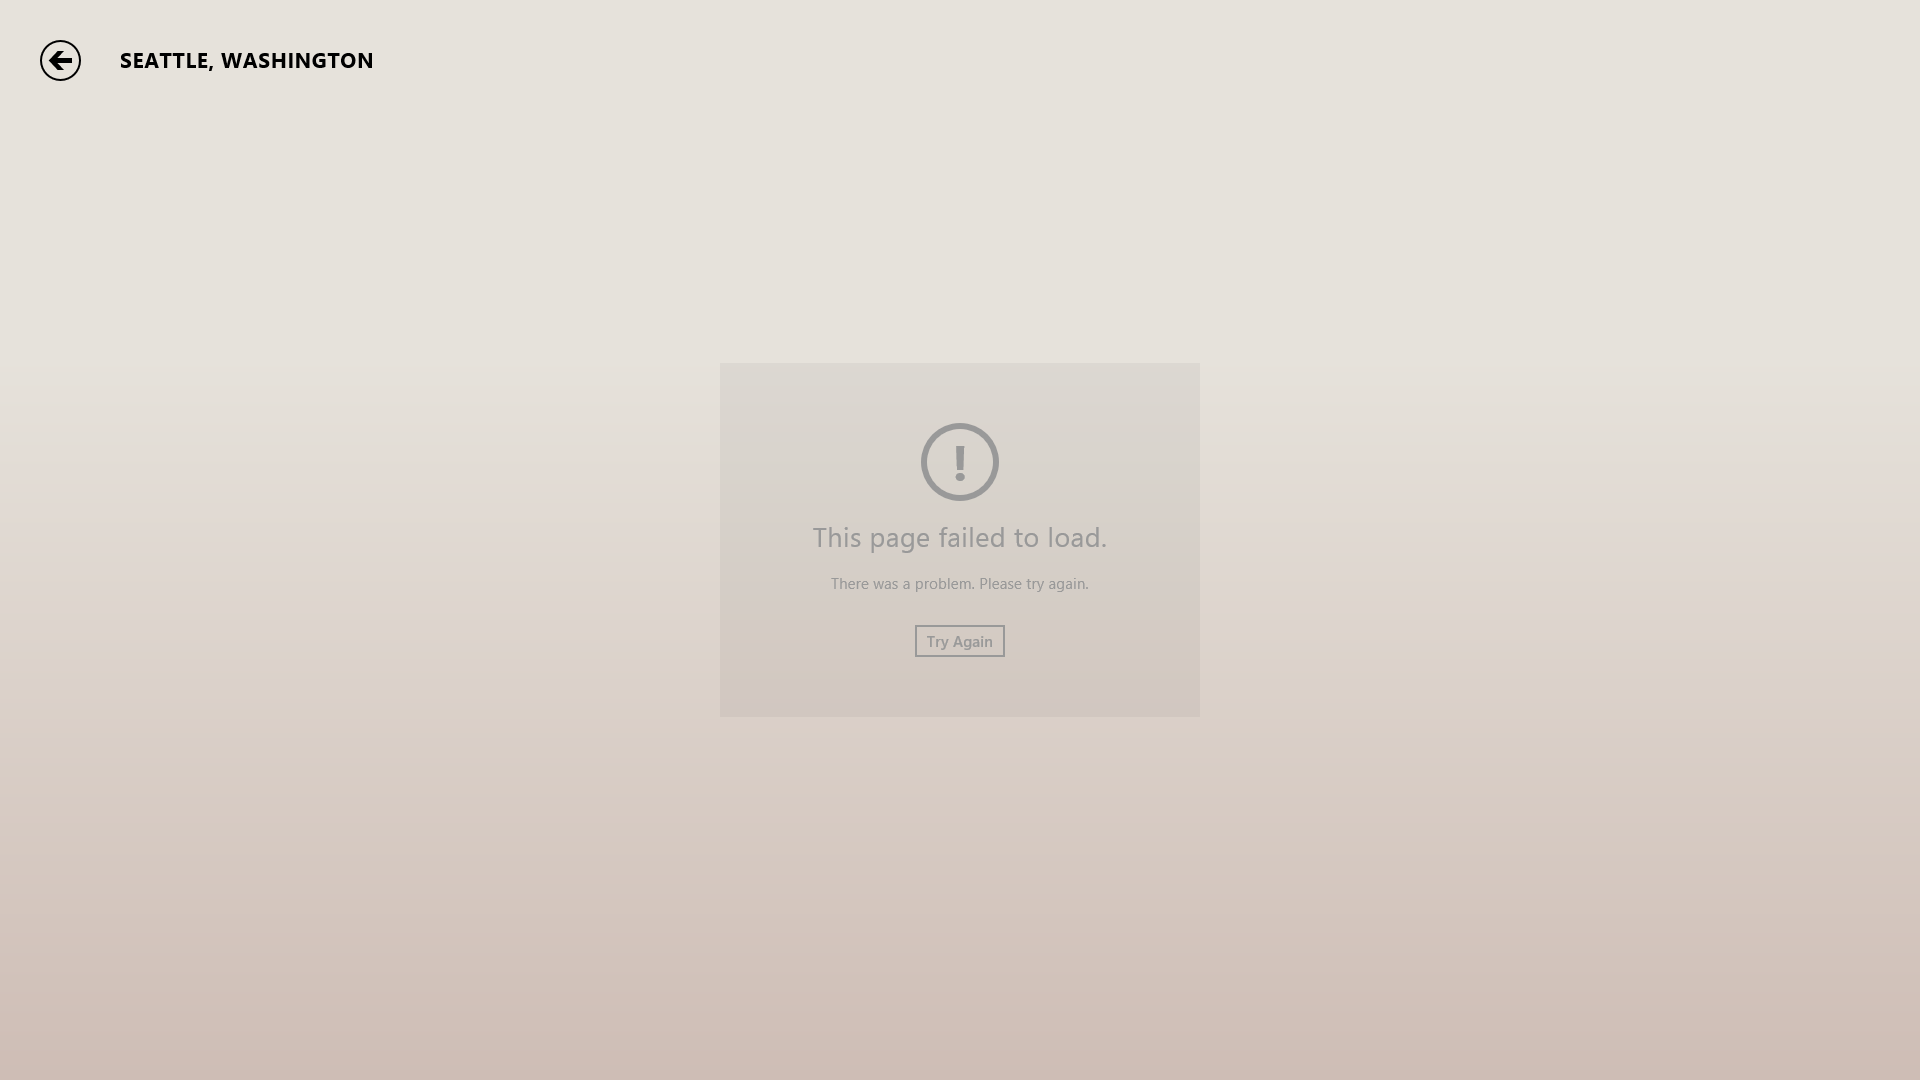 SEATTLE, WASHINGTON
This page failed to load.
There was a problem. Please try again.
Try Again